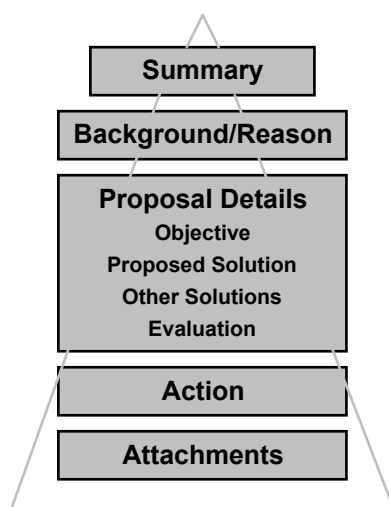 Summary
Background/Reason
Proposal Details
Objective
Proposed Solution
Other Solutions
Evaluation
Action
Attachments